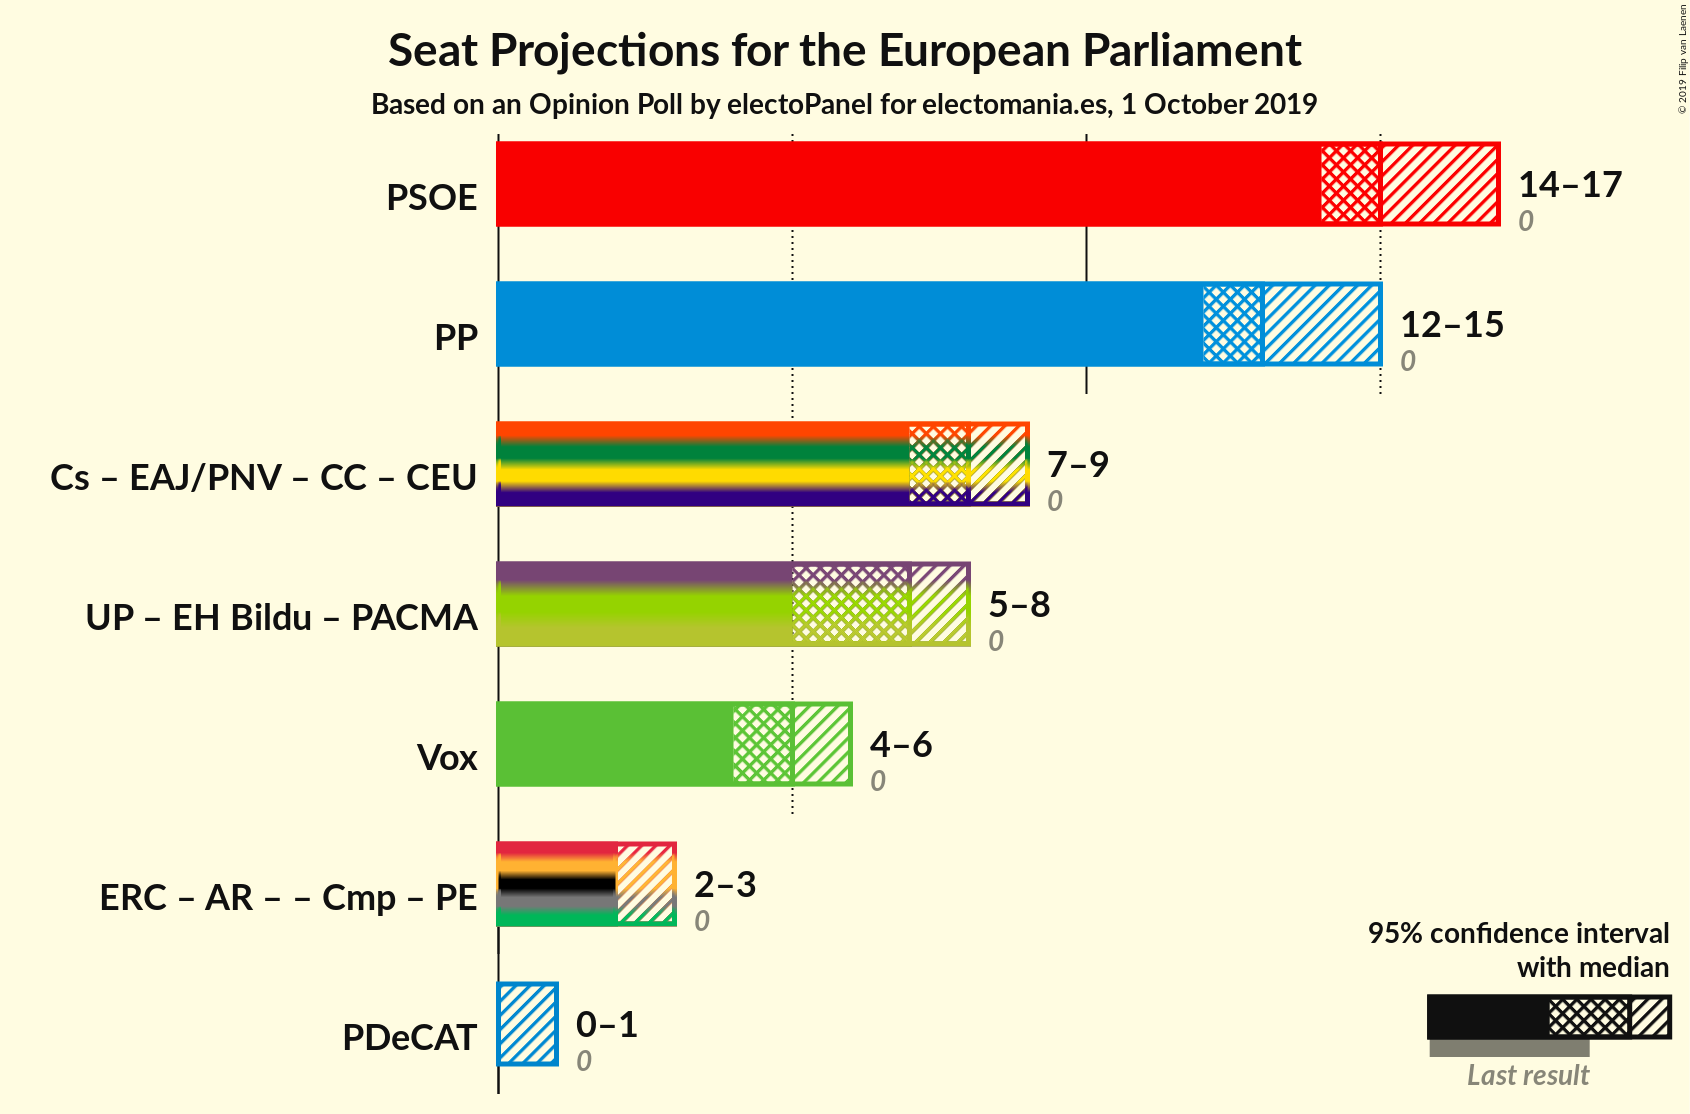 Seat Projections for the European Parliament
Based on an Opinion Poll by electoPanel for electomania.es, 1 October 2019
© 2019 Filip van Laenen
PSOE
14–17
0
PP
12–15
0
Cs – EAJ/PNV – CC – CEU
7–9
0
UP – EH Bildu – PACMA
5–8
0
Vox
4–6
0
ERC – AR – – Cmp – PE
2–3
0
PDeCAT
0–1
0
95% confidence interval
with median
Last result